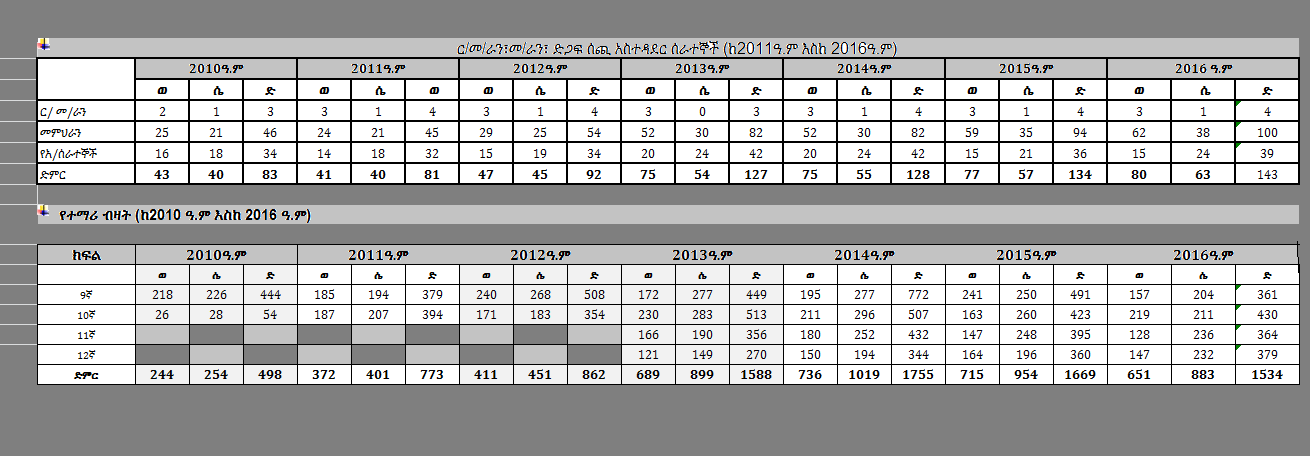 ር/መ/ራን፣መ/ራን፣ ድጋፍ ሰጪ አስተዳደር ሰራተኞች (ከ2011ዓ.ም እስከ 2016ዓ.ም)
2010ዓ.ም 2011ዓ.ም 2012ዓ.ም 2013ዓ.ም 2014ዓ.ም 2015ዓ.ም 2016 ዓ.ም
ወ ሴ ድ ወ ሴ ወ ወ ሴ ድ ወ ሴ ድ ወ ሴ ድ ወ ሴ ድ ወ ሴ ድ
ር/ መ/ራን 2 1 3 3 1 4 3 1 4 3 0 3 3 1 4 3 1 4 3 1 4
መምህራን 25 21 46 24 21 45 29 25 54 52 30 82 52 30 82 59 35 94 62 38 100
የአ/ሰራተኞች 16 18 34 14 18 32 15 19 34 20 24 42 20 24 42 15 21 36 15 24 39
ድምር 43 40 83 41 40 81 47 45 92 75 54 127 75 55 128 77 57 134 80 63 143
የተማሪ ብዛት (ከ2010 ዓ.ም እስከ 2016 ዓ.ም)
ክፍል 2010ዓ.ም 2011ዓ.ም 2012ዓ.ም 2013ዓ.ም 2014ዓ.ም 2015ዓ.ም 2016ዓ.ም
ወ ሴ ድ ወ ሴ ድ ወ ሴ ድ ወ ሴ ድ ወ ሴ ድ ወ ሴ ድ ወ ሴ ድ
9ኛ 218 226 444 185 194 379 240 268 508 172 277 449 195 277 772 241 250 491 157 204 361
10ኛ 26 28 54 187 207 394 171 183 354 230 283 513 211 296 507 163 260 423 219 211 430
11ኛ 166 190 356 180 252 432 147 248 395 128 236 364
12ኛ 121 149 270 150 194 344 164 196 360 147 232 379
ድምር 244 254 498 372 401 773 411 451 862 689 899 1588 736 1019 1755 715 954 1669 651 883 1534